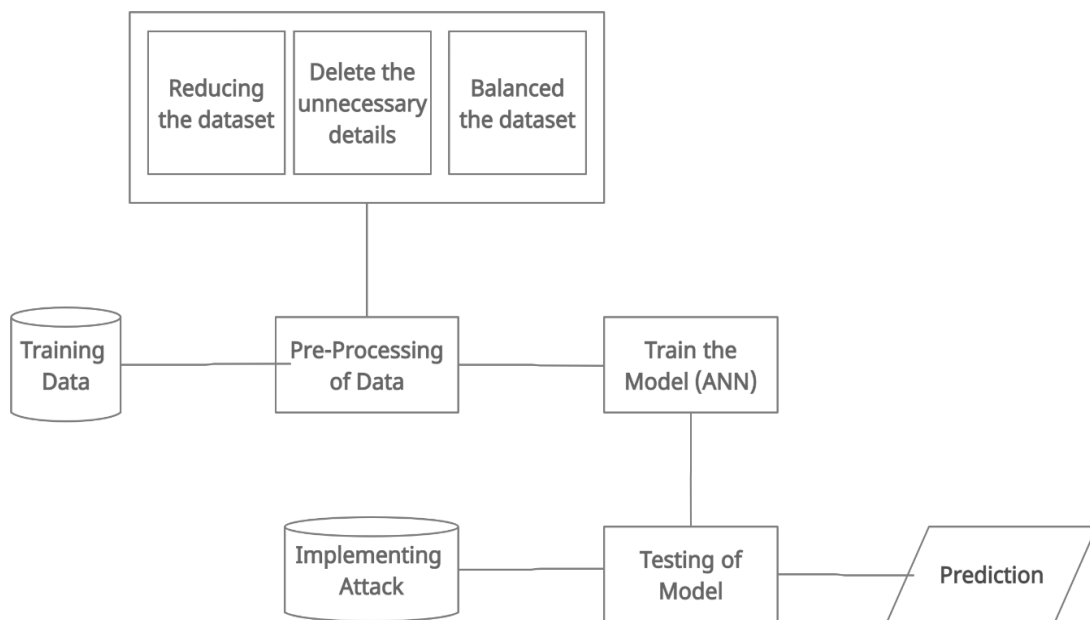 Reducing
the dataset
Delete the
unnecessary
details
Balanced
the dataset
Training
Data
Pre-Processing
of Data
Train the
Model (ANN)
Implementing
Attack
Testing of
Model
Prediction